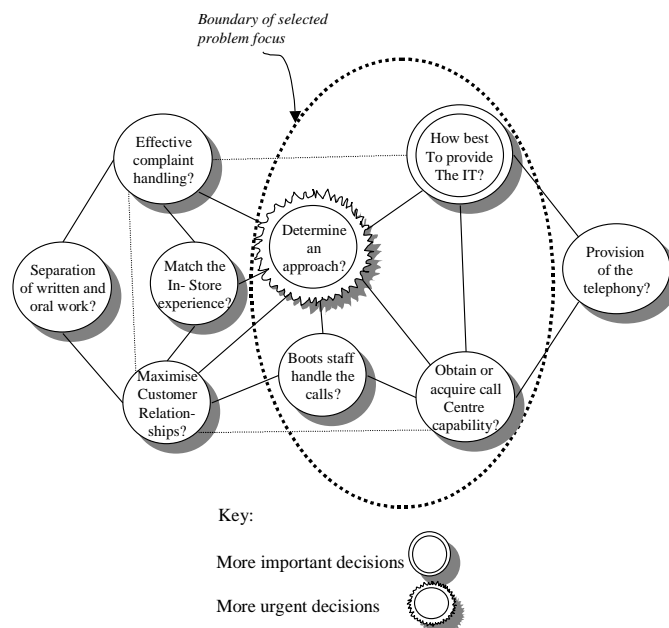 Boundary of selected
problem focus
Effective
complaint
handling?
How best
To provide
The IT?
Determine
an
approach?
Separation
of written and
oral work?
Match the
In- Store
experience?
Provision
of the
telephony?
Boots staff
handle the
calls?
Maximise
Customer
Relation-
ships?
Obtain or
acquire call
Centre
capability?
Key:
More important decisions
More urgent decisions